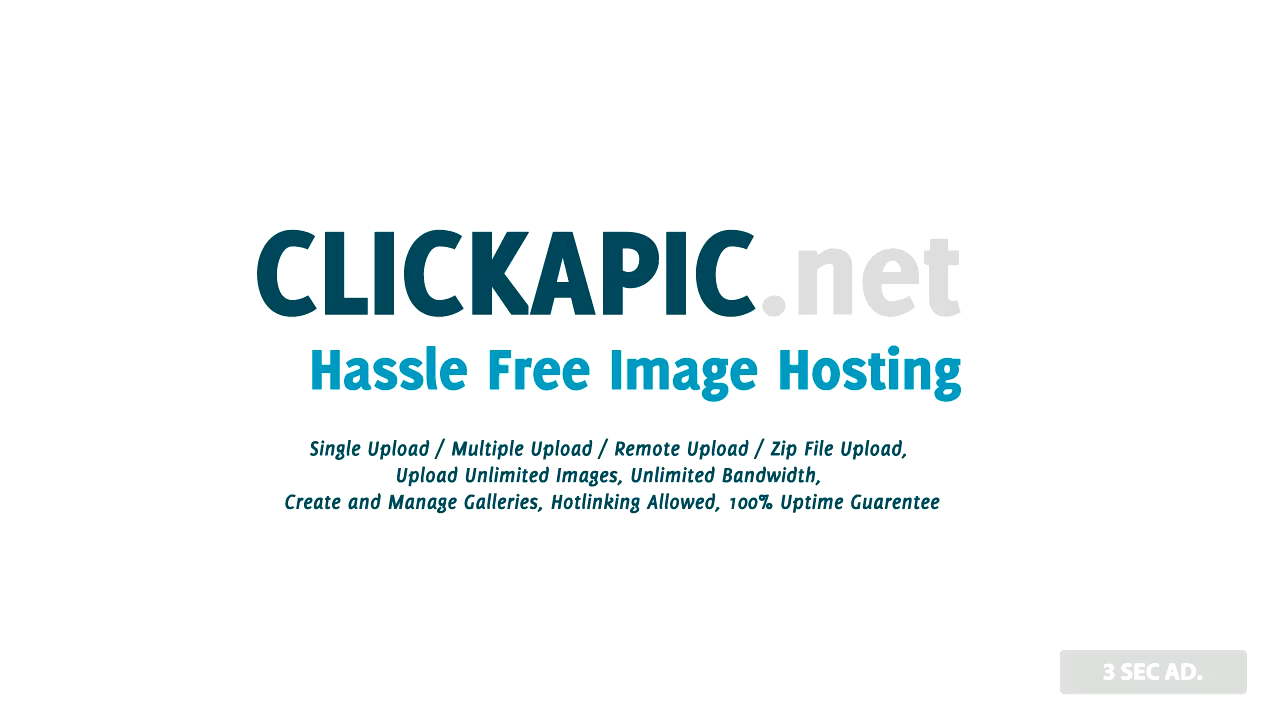 CLICKAPIC.net
Hassle Free Image Hosting
Single Upload / Multiple Upload / Remote Upload / Zip File Upload,
Upload Unlimited Images, Unlimited Bandwidth,
Create and Manage Galleries, Hotlinking Allowed, 100% Uptime Guarentee
3 SEC AD.